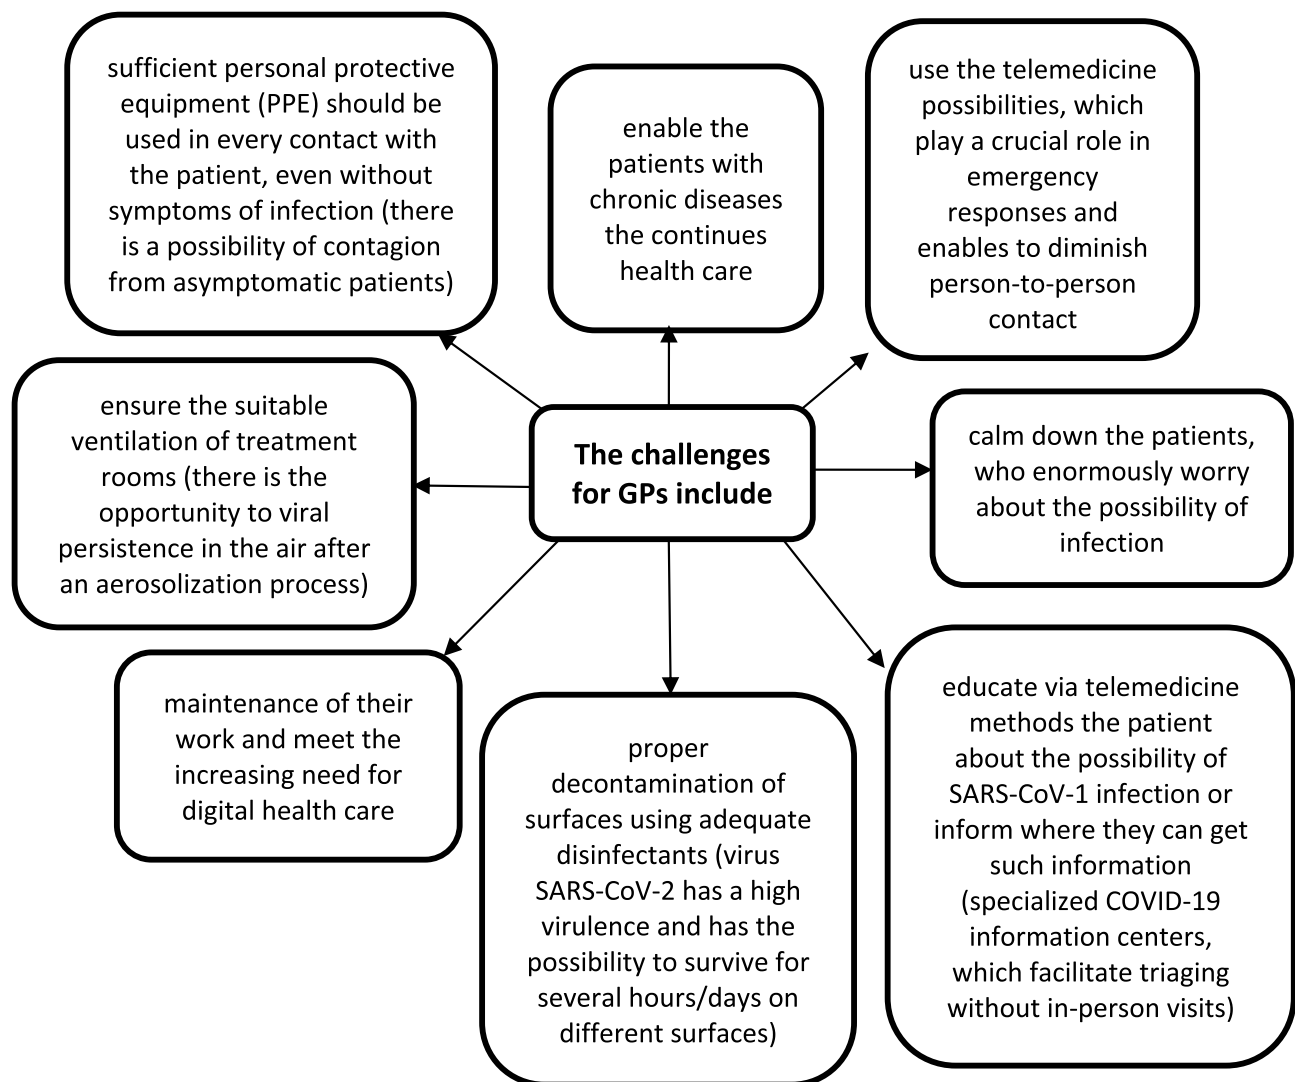 sufficient personal protective
equipment (PPE) should be
used in every contact with
the patient, even without
symptoms of infection (there
is a possibility of contagion
from asymptomatic patients)
enable the
patients with
chronic diseases
the continues
health care
use the telemedicine
possibilities, which
play a crucial role in
emergency
responses and
enables to diminish
person-to-person
contact
ensure the suitable
ventilation of treatment
rooms (there is the
opportunity to viral
persistence in the air after
an aerosolization process)
The challenges
for GPs include
calm down the patients,
who enormously worry
about the possibility of
infection
maintenance of their
work and meet the
increasing need for
digital health care
proper
decontamination of
surfaces using adequate
disinfectants (virus
SARS-CoV-2 has a high
virulence and has the
possibility to survive for
several hours/days on
different surfaces)
educate via telemedicine
methods the patient
about the possibility of
SARS-CoV-1 infection or
inform where they can get
such information
(specialized COVID-19
information centers,
which facilitate triaging
without in-person visits)